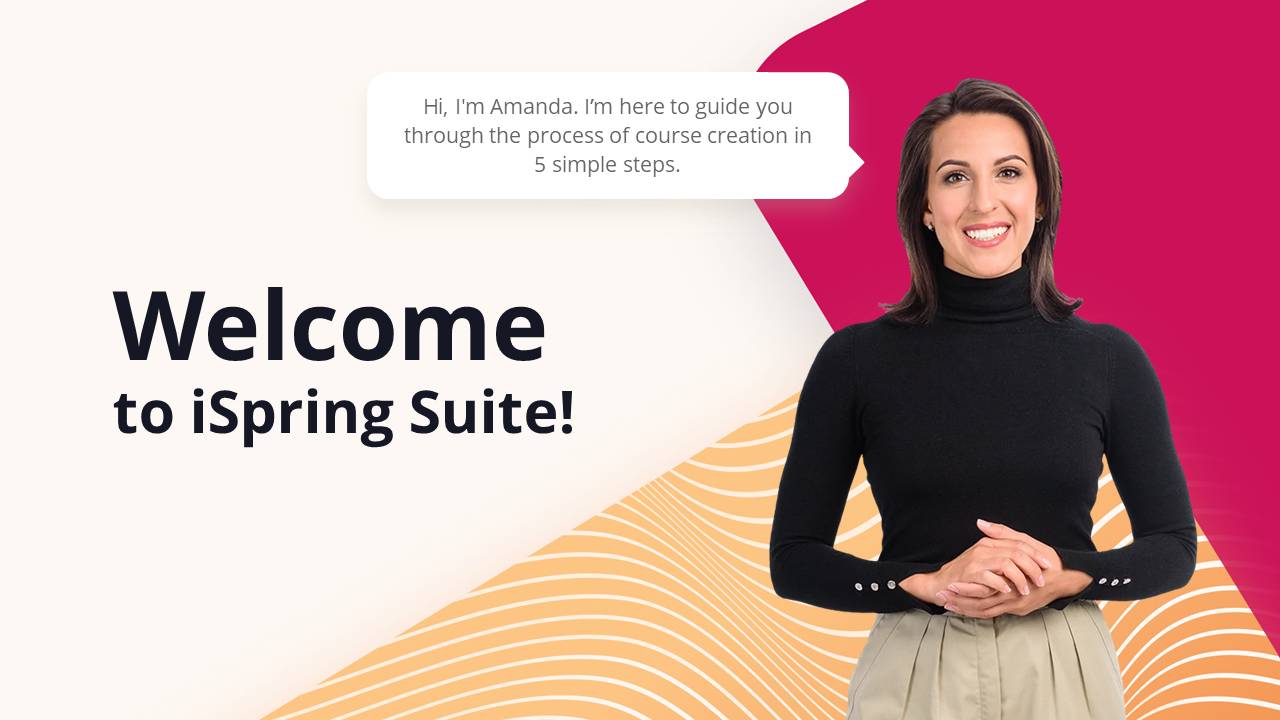 Hi, I'm Amanda. I’m here to guide you
through the process of course creation in
5 simple steps.
Welcome
to iSpring Suite!